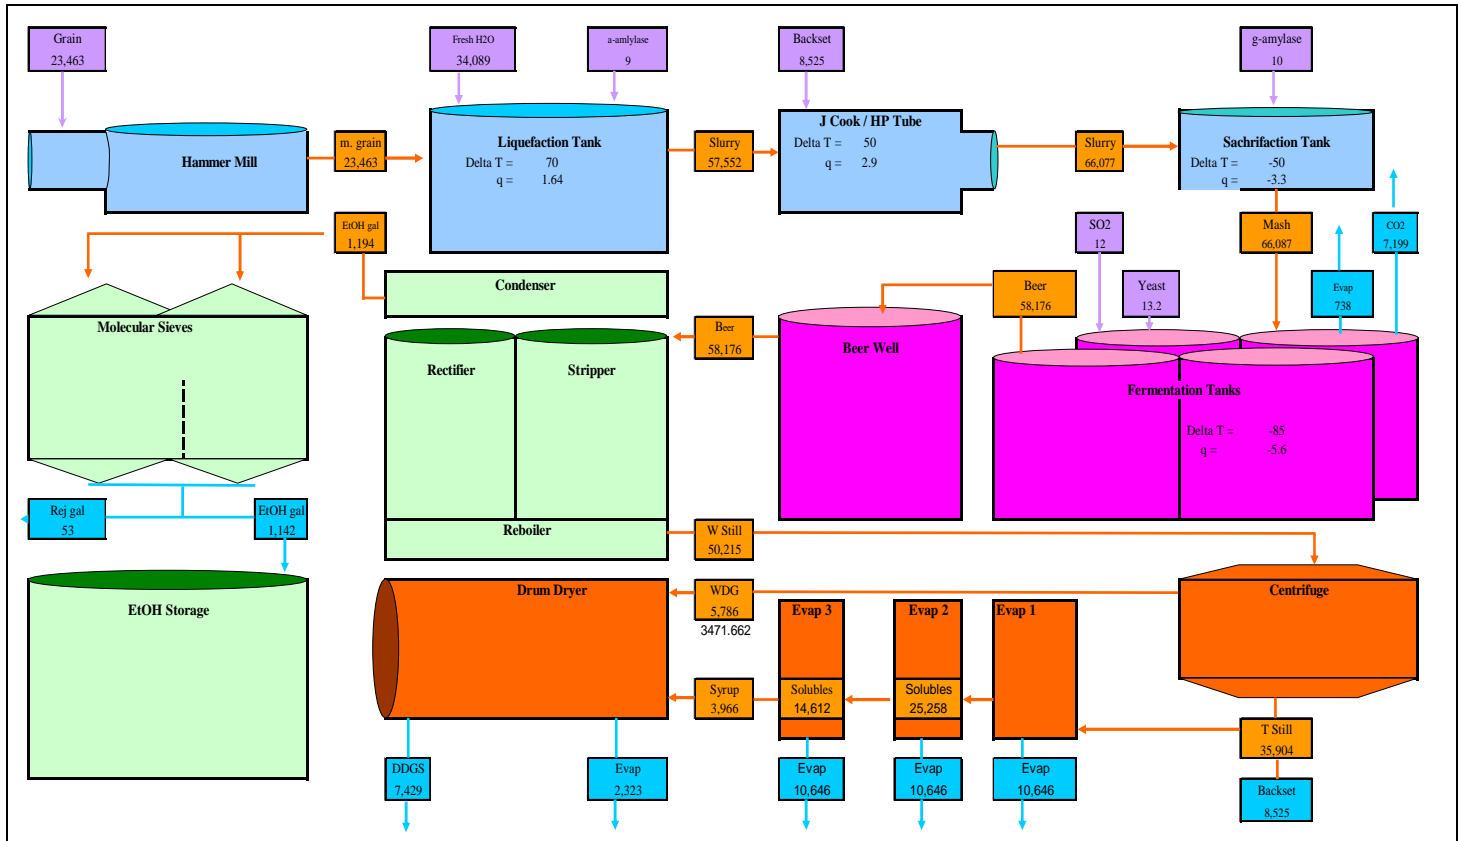 Grain
23,463
Fresh H2O
34,089
a-amlylase
9
Backset
8,525
g-amylase
10
Hammer Mill
m. grain
23,463
Liquefaction Tank
Delta T = 70
q = 1.64
Slurry
57,552
J Cook / HP Tube
Delta T = 50
q = 2.9
Slurry
66,077
Sachrifaction Tank
Delta T = -50
q = -3.3
EtOH gal
1,194
SO2
12
Mash
66,087
CO2
7,199
Condenser
Beer
58,176
Yeast
13.2
Evap
738
Molecular Sieves
Rectifier
Stripper
Beer
58,176
Beer Well
Fermentation Tanks
Delta T = -85
q = -5.6
Rej gal
53
EtOH gal
1,142
Reboiler
W Still
50,215
EtOH Storage
Drum Dryer
WDG
5,786
3471.662
Evap 3
Evap 2
Evap 1
Centrifuge
Syrup
3,966
Solubles
14,612
Solubles
25,258
T Still
35,904
DDGS
7,429
Evap
2,323
Evap
10,646
Evap
10,646
Evap
10,646
Backset
8,525